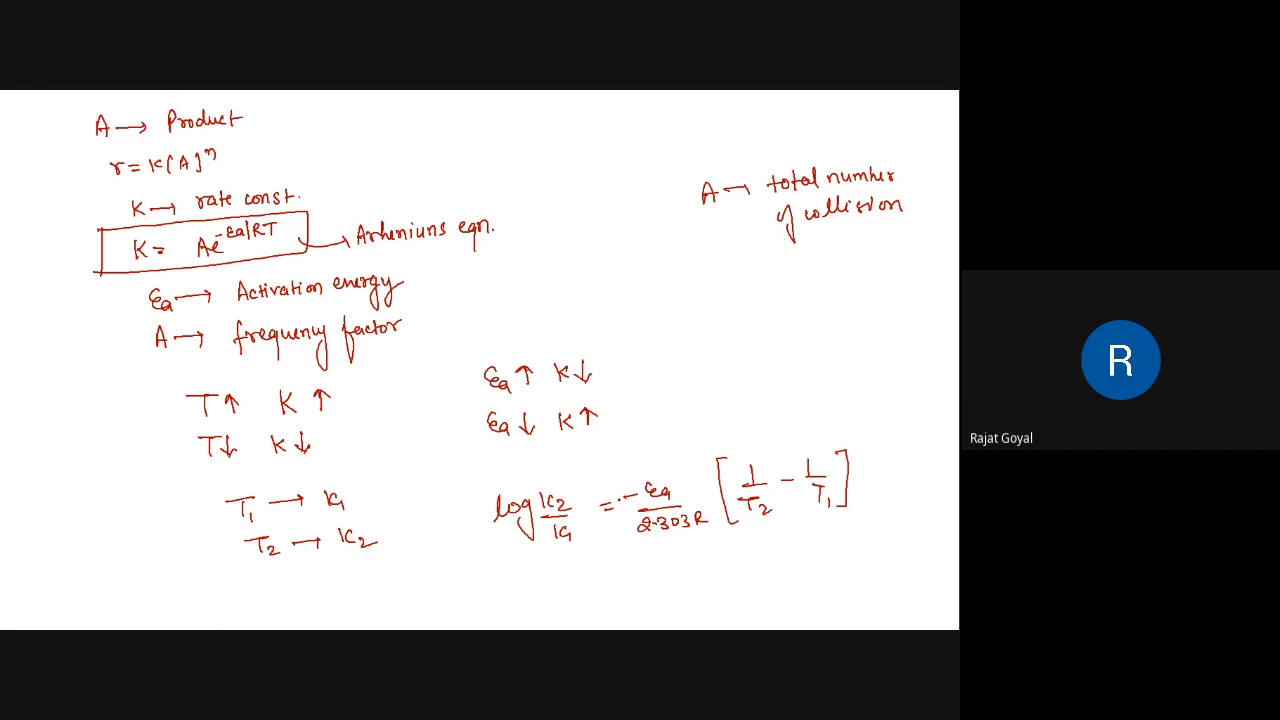 A → Product
r = K[A]ⁿ
K → rate const.
K = Ae^-Ea/RT → Arheniuns eqn.
Ea → Activation energy
A → frequency factor
A → total number
of collision
T↑ K↑
T↓ K↓
Ea↑ K↓
Ea↓ K↑
T₁ → K₁
T₂ → K₂
log K₂/K₁ = -Ea/2.303R [1/T₂ - 1/T₁]
R
Rajat Goyal